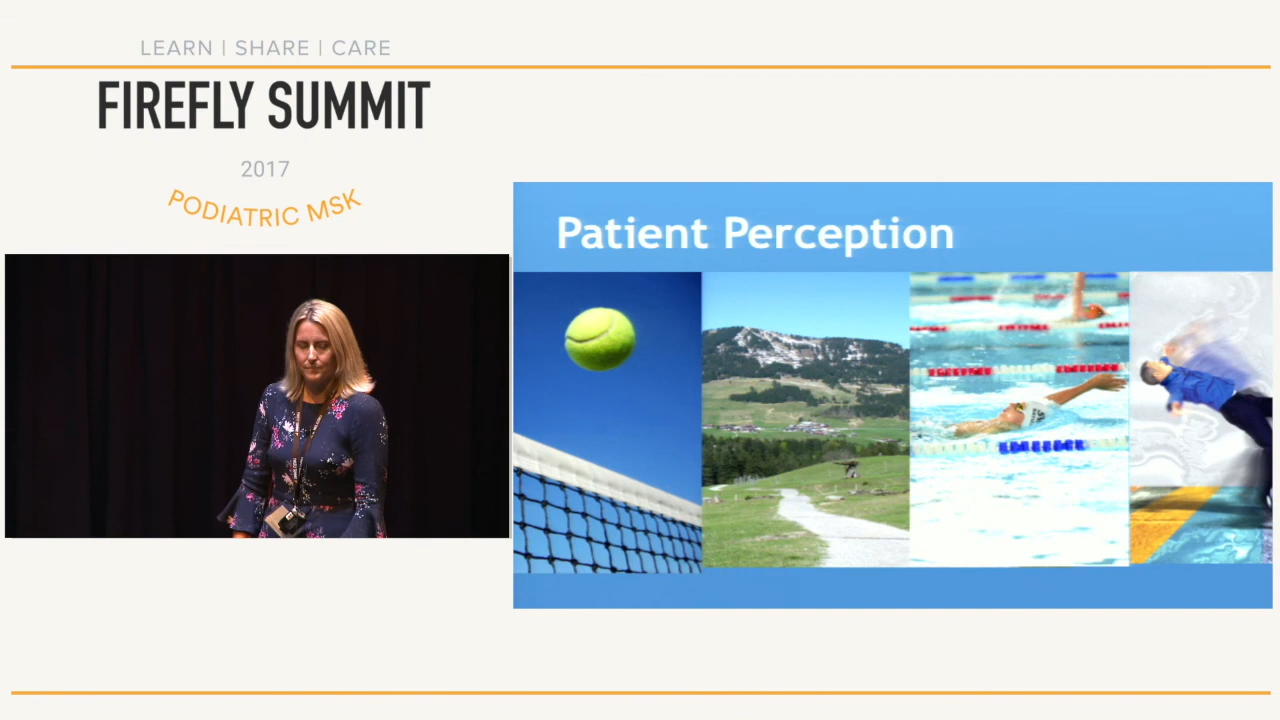 LEARN | SHARE | CARE
FIREFLY SUMMIT
2017
PODIATRIC MSK
Patient Perception